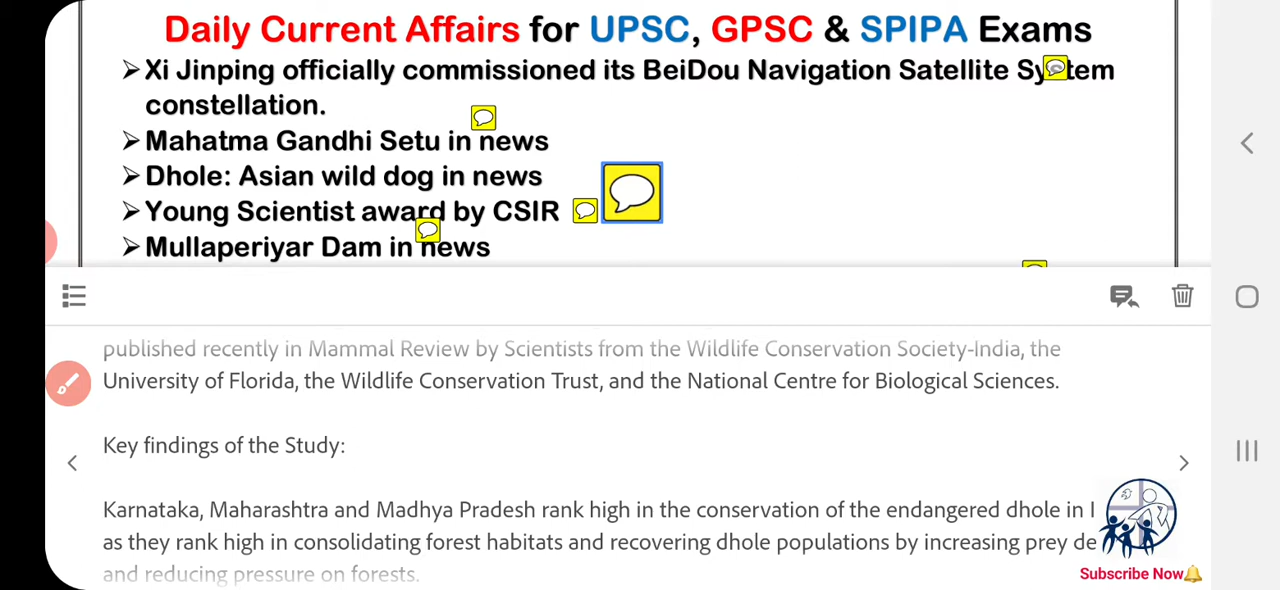 Daily Current Affairs for UPSC, GPSC & SPIPA Exams
➢Xi Jinping officially commissioned its BeiDou Navigation Satellite System
constellation.
➢Mahatma Gandhi Setu in news
➢Dhole: Asian wild dog in news
➢Young Scientist award by CSIR
➢Mullaperiyar Dam in news
published recently in Mammal Review by Scientists from the Wildlife Conservation Society-India, the
University of Florida, the Wildlife Conservation Trust, and the National Centre for Biological Sciences.
Key findings of the Study:
Karnataka, Maharashtra and Madhya Pradesh rank high in the conservation of the endangered dhole in I
as they rank high in consolidating forest habitats and recovering dhole populations by increasing prey de
and reducing pressure on forests.
Subscribe Now